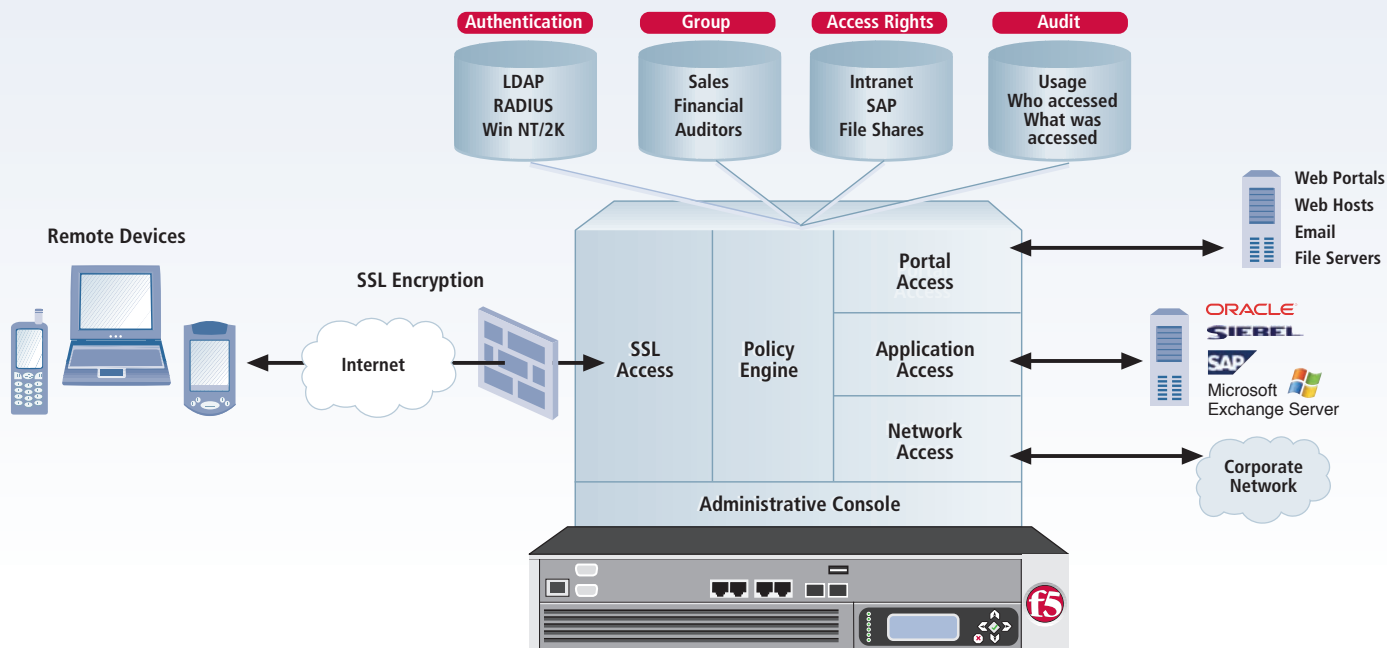 Authentication
Group
Access Rights
Audit
LDAP
RADIUS
Win NT/2K
Sales
Financial
Auditors
Intranet
SAP
File Shares
Usage
Who accessed
What was
accessed
Web Portals
Web Hosts
Email
File Servers
Remote Devices
SSL Encryption
Internet
SSL
Access
Policy
Engine
Portal
Access
Application
Access
Network
Access
ORACLE
SIEBEL
SAP
Microsoft
Exchange Server
Corporate
Network
Administrative Console
f5